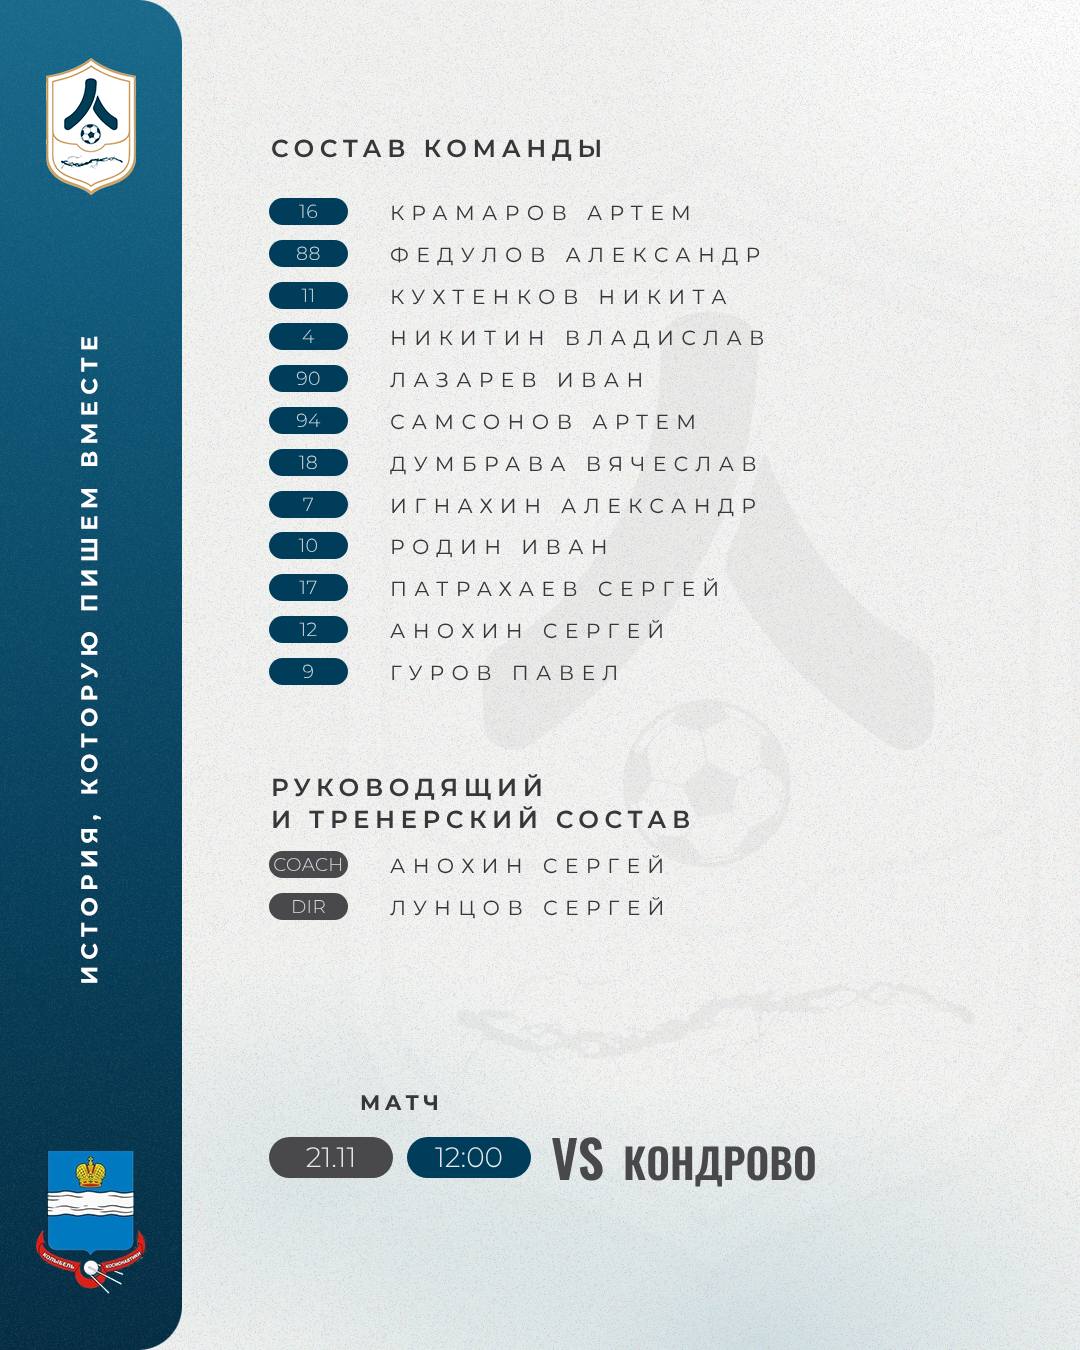 ИСТОРИЯ, КОТОРУЮ ПИШЕМ ВМЕСТЕ
СОСТАВ КОМАНДЫ
16 КРАМАРОВ АРТЕМ
88 ФЕДУЛОВ АЛЕКСАНДР
11 КУХТЕНКОВ НИКИТА
4 НИКИТИН ВЛАДИСЛАВ
90 ЛАЗАРЕВ ИВАН
94 САМСОНОВ АРТЕМ
18 ДУМБРАВА ВЯЧЕСЛАВ
7 ИГНАХИН АЛЕКСАНДР
10 РОДИН ИВАН
17 ПАТРАХАЕВ СЕРГЕЙ
12 АНОХИН СЕРГЕЙ
9 ГУРОВ ПАВЕЛ
РУКОВОДЯЩИЙ
И ТРЕНЕРСКИЙ СОСТАВ
COACH АНОХИН СЕРГЕЙ
DIR ЛУНЦОВ СЕРГЕЙ
МАТЧ
21.11 12:00 VS КОНДРОВО
КОЛЫБЕЛЬ КОСМОНАВТИКИ